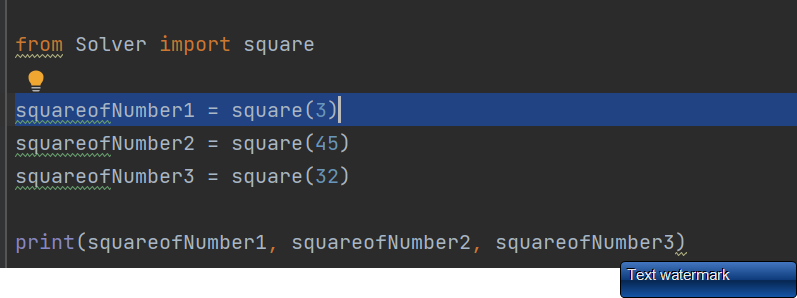 from Solver import square
squareofNumber1 = square(3)
squareofNumber2 = square(45)
squareofNumber3 = square(32)
print(squareofNumber1, squareofNumber2, squareofNumber3)
Text watermark